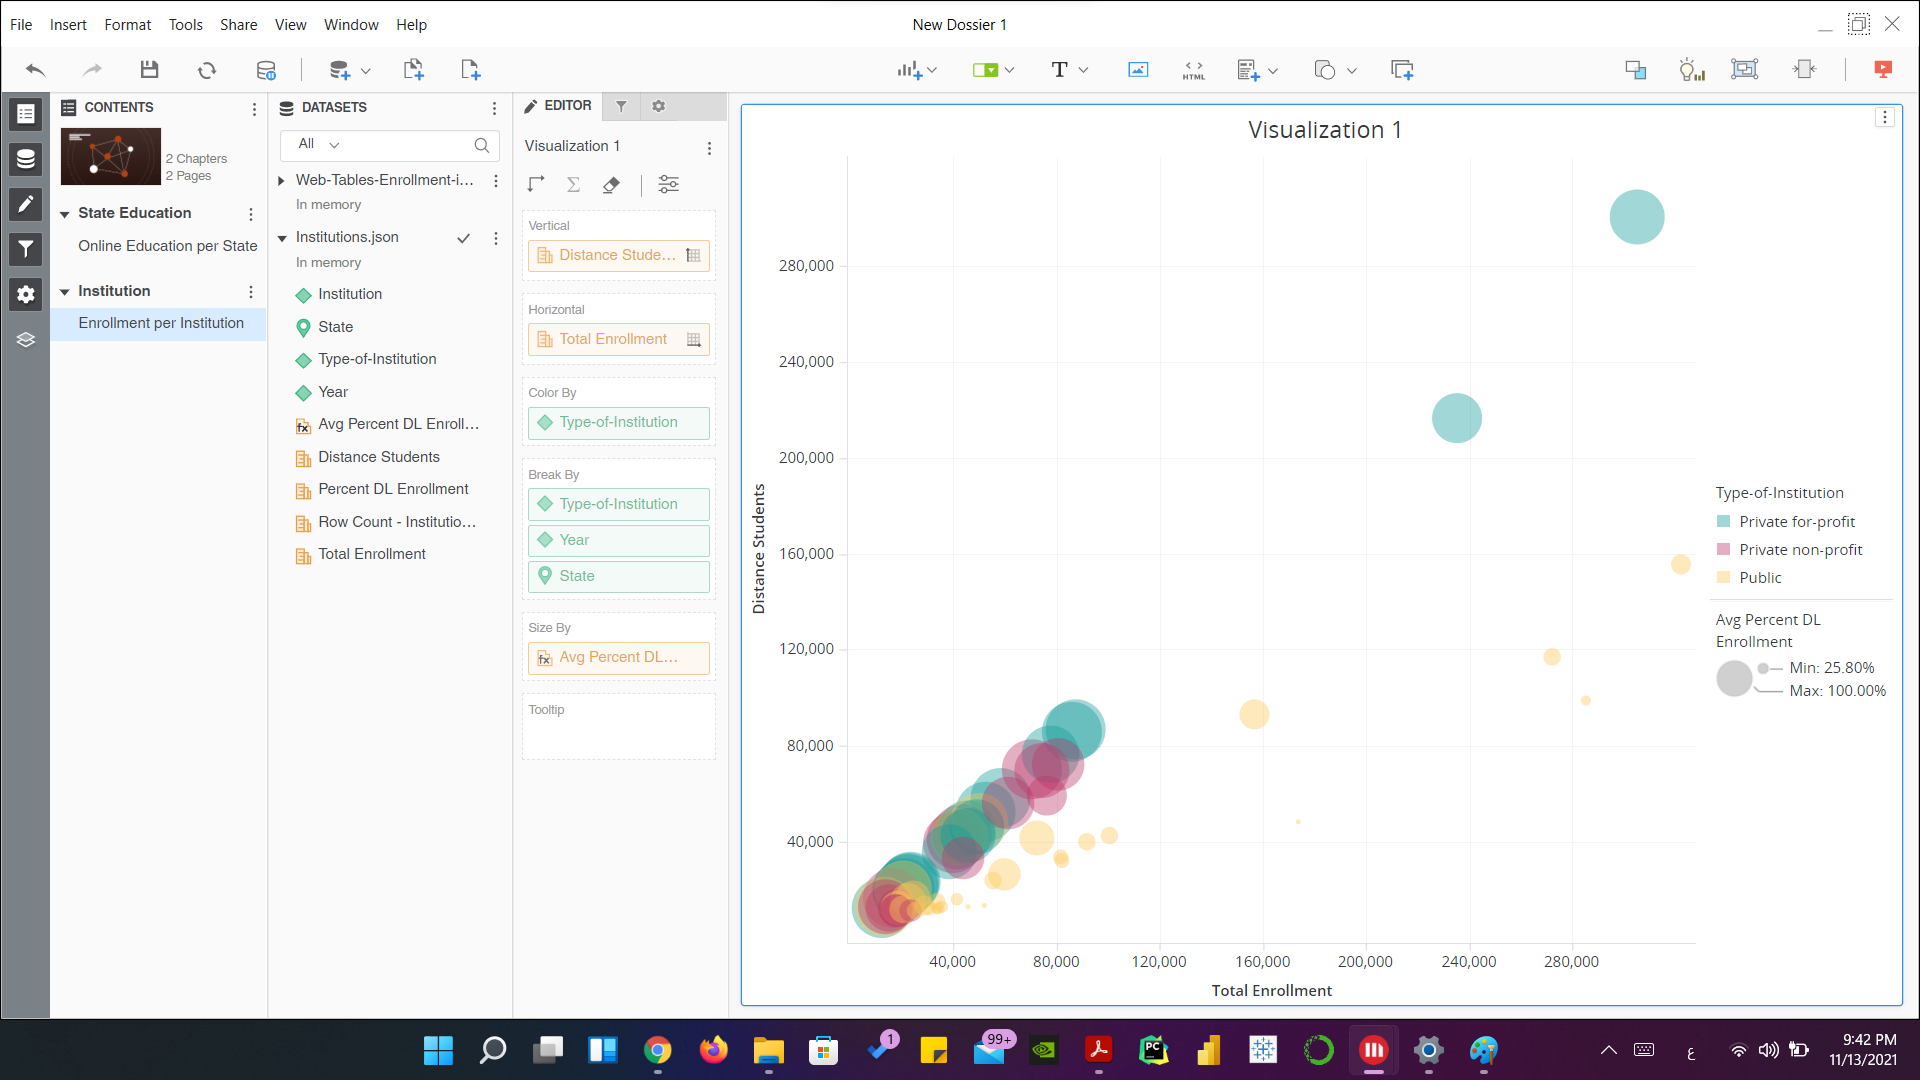 File Insert Format Tools Share View Window Help
New Dossier 1
HTML
CONTENTS
2 Chapters
2 Pages
State Education
Online Education per State
Institution
Enrollment per Institution
DATASETS
All
Web-Tables-Enrollment-i...
In memory
Institutions.json
In memory
Institution
State
Type-of-Institution
Year
Avg Percent DL Enroll...
Distance Students
Percent DL Enrollment
Row Count - Institutio...
Total Enrollment
EDITOR
Visualization 1
Vertical
Distance Stude...
Horizontal
Total Enrollment
Color By
Type-of-Institution
Break By
Type-of-Institution
Year
State
Size By
fx Avg Percent DL...
Tooltip
Visualization 1
280,000
240,000
200,000
160,000
120,000
80,000
40,000
Distance Students
40,000 80,000 120,000 160,000 200,000 240,000 280,000
Total Enrollment
Type-of-Institution
Private for-profit
Private non-profit
Public
Avg Percent DL
Enrollment
Min: 25.80%
Max: 100.00%
1
99+
PC
ع
9:42 PM
11/13/2021